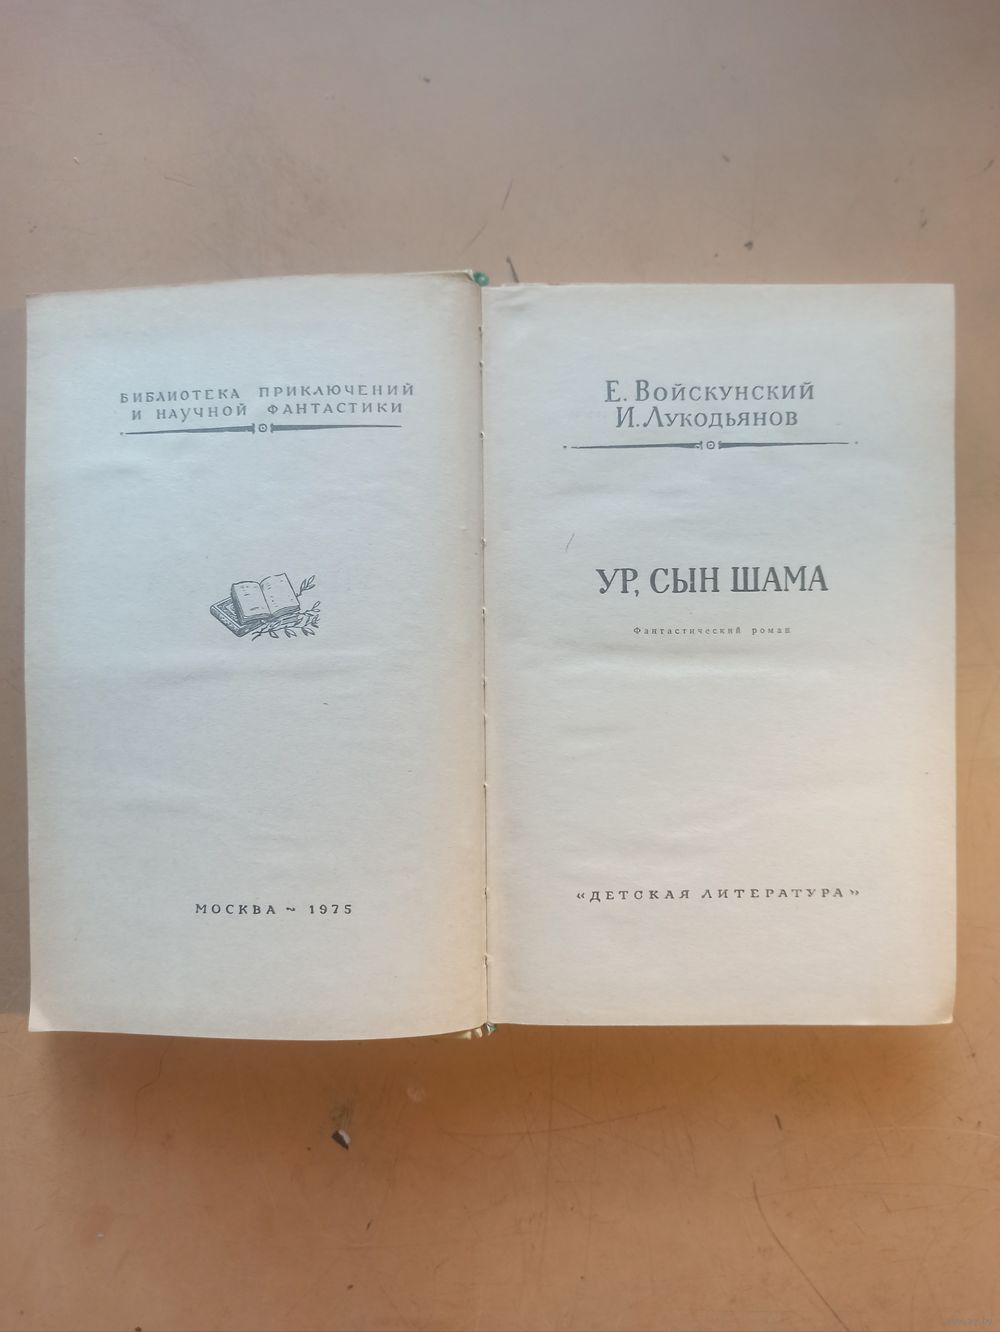 БИБЛИОТЕКА ПРИКЛЮЧЕНИЙ
И НАУЧНОЙ ФАНТАСТИКИ
МОСКВА ~ 1975
Е. ВОЙСКУНСКИЙ
И. ЛУКОДЬЯНОВ
УР, СЫН ШАМА
Фантастический роман
«ДЕТСКАЯ ЛИТЕРАТУРА»